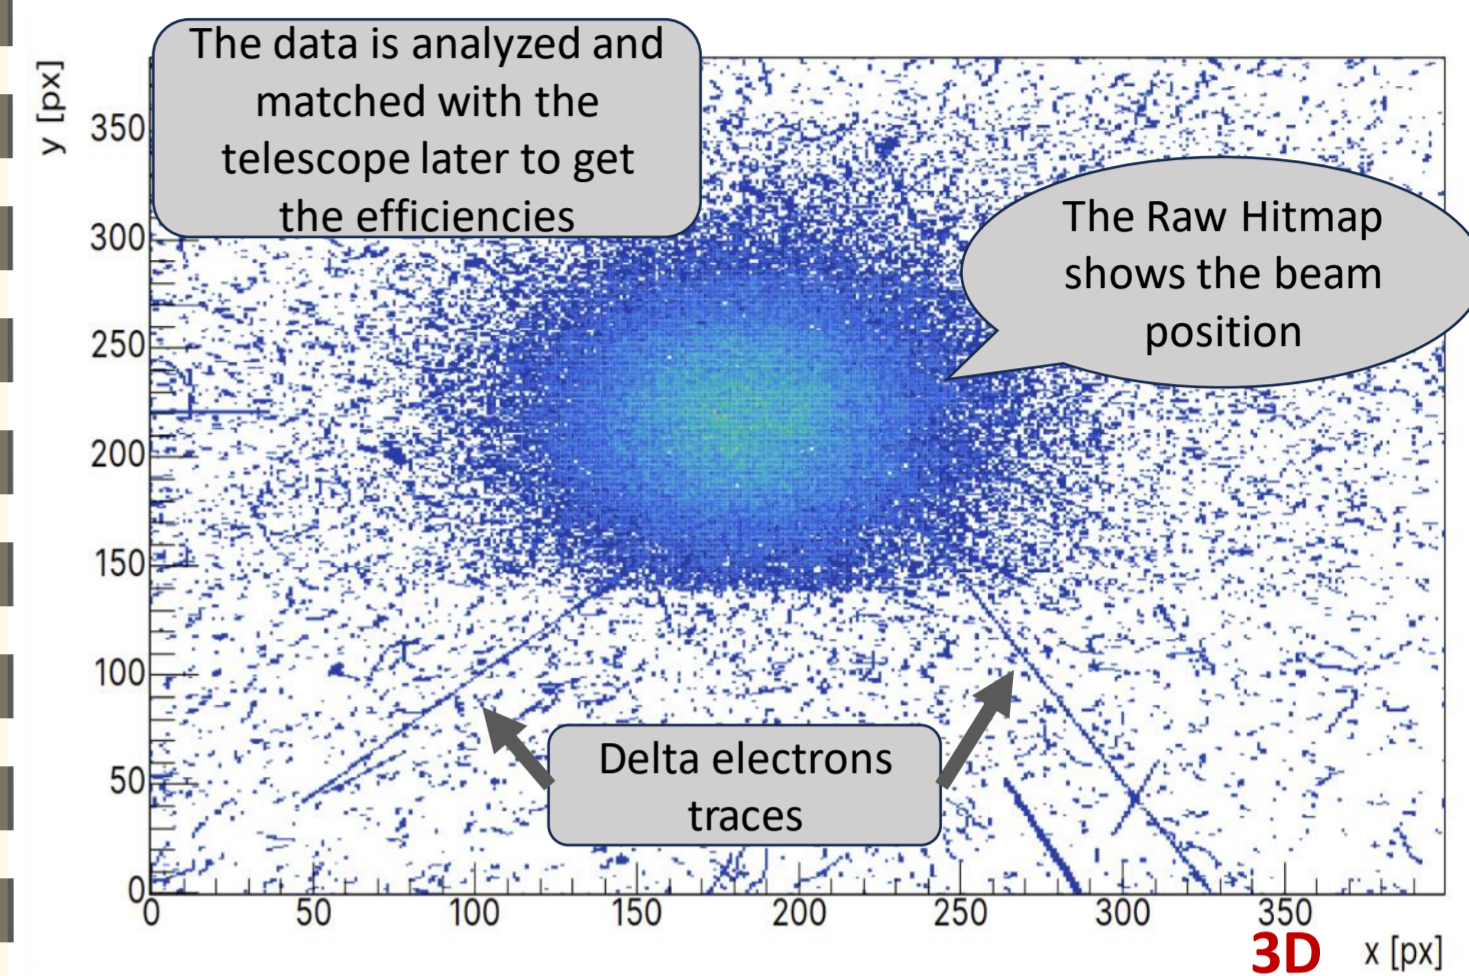 The data is analyzed and
matched with the
telescope later to get
the efficiencies
The Raw Hitmap
shows the beam
position
Delta electrons
traces
y [px]
350
300
250
200
150
100
50
0
0
50
100
150
200
250
300
350
3D
x [px]